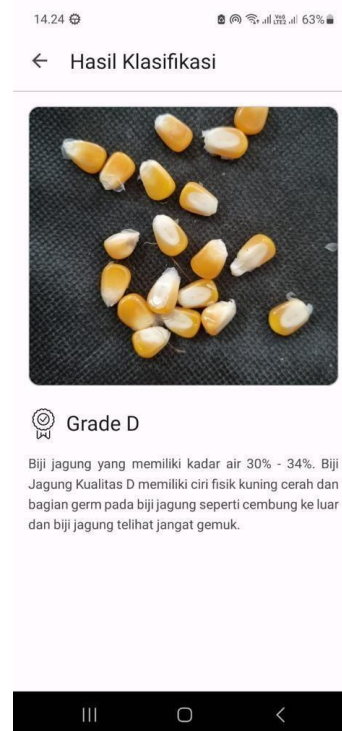 14.24 63%
Hasil Klasifikasi
Grade D
Biji jagung yang memiliki kadar air 30% - 34%. Biji
Jagung Kualitas D memiliki ciri fisik kuning cerah dan
bagian germ pada biji jagung seperti cembung ke luar
dan biji jagung telihat jangat gemuk.